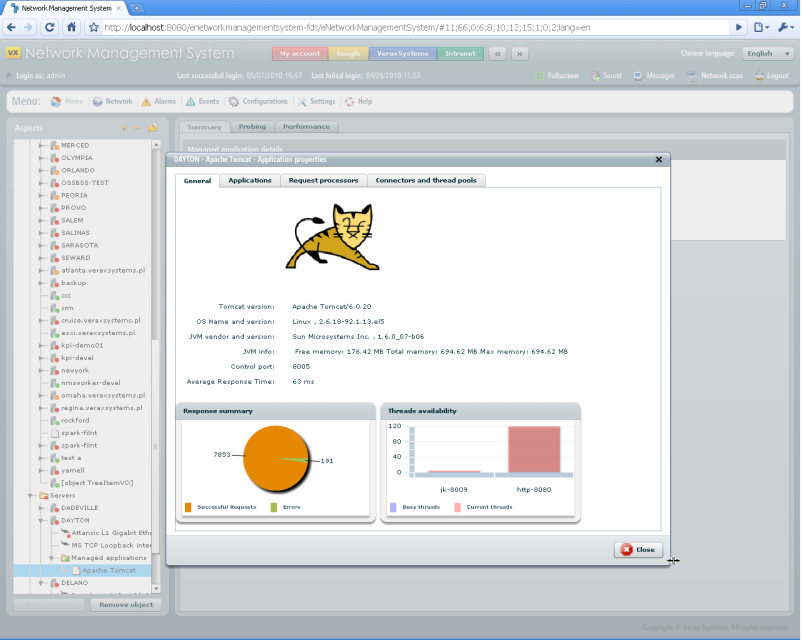 Network Management System
http://localhost:8080/enetworkmanagementsystem-fds/eNetworkManagementSystem/#11;66;0;6;8;10;12;15;1;0;2;lang=en
VX Network Management System
My account Google VeraxSystems Intranet « »
Choose language: English
Login as: admin
Last successfull login: 05/07/2010 16:47 Last failed login: 04/26/2010 11:53
Fullscreen Sound Messages Network scan Logout
Menu: Home Network Alarms Events Configurations Settings Help
Aspects
Summary Probing Performance
Managed application details
MERCED
OLYMPIA
ORLANDO
OSSBSS-TEST
PEORIA
PROVO
SALEM
SALINAS
SARASOTA
SEWARD
atlanta.veraxsystems.pl
backup
ccc
crm
cruise.veraxsystems.pl
esxi.veraxsystems.pl
kpi-demo01
kpi-devel
newyork
nmsworker-devel
omaha.veraxsystems.pl
regina.veraxsystems.pl
rockford
spark-filnt
spark-filnt
test a
yarnell
[object TreeItemVO]
Servers
DADEVILLE
DAYTON
Attansic L1 Gigabit Ethe
MS TCP Loopback inter
Managed applications
Apache Tomcat
DELANO
Remove object
DAYTON - Apache Tomcat - Application properties
General Applications Request processors Connectors and thread pools
Tomcat version: Apache Tomcat/6.0.20
OS Name and version: Linux , 2.6.18-92.1.13.el5
JVM vendor and version: Sun Microsystems Inc. , 1.6.0_07-b06
JVM info: Free memory: 176.42 MB Total memory: 694.62 MB Max memory: 694.62 MB
Control port: 8005
Average Response Time: 63 ms
Response summary
7853
191
Successful Requests Errors
Threads availability
120
80
40
0
jk-8009 http-8080
Busy threads Current threads
Close
Copyright © Verax Systems. All rights reserved.